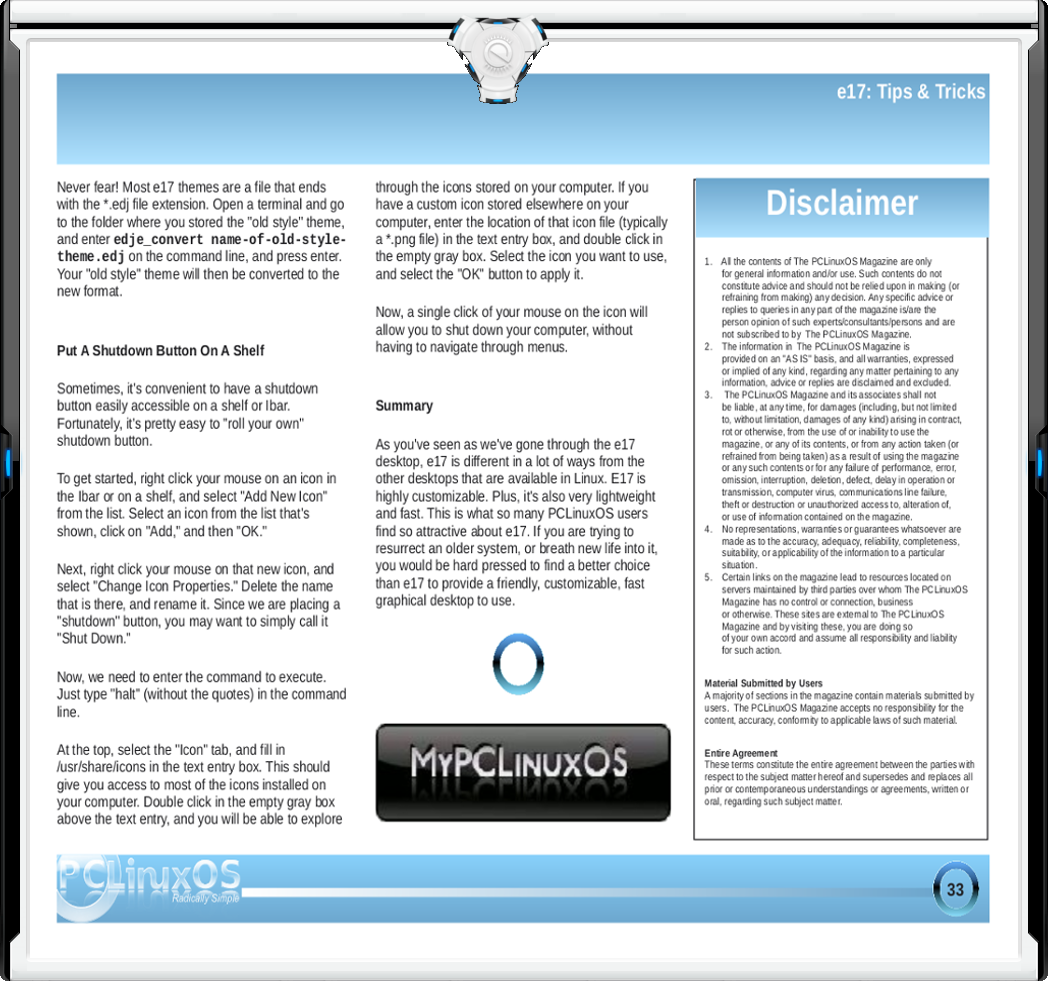 e17: Tips & Tricks
Never fear! Most e17 themes are a file that ends
with the *.edj file extension. Open a terminal and go
to the folder where you stored the "old style" theme,
and enter edje_convert name-of-old-style-
theme.edj on the command line, and press enter.
Your "old style" theme will then be converted to the
new format.
Put A Shutdown Button On A Shelf
Sometimes, it's convenient to have a shutdown
button easily accessible on a shelf or Ibar.
Fortunately, it's pretty easy to "roll your own"
shutdown button.
To get started, right click your mouse on an icon in
the Ibar or on a shelf, and select "Add New Icon"
from the list. Select an icon from the list that's
shown, click on "Add," and then "OK."
Next, right click your mouse on that new icon, and
select "Change Icon Properties." Delete the name
that is there, and rename it. Since we are placing a
"shutdown" button, you may want to simply call it
"Shut Down."
Now, we need to enter the command to execute.
Just type "halt" (without the quotes) in the command
line.
At the top, select the "Icon" tab, and fill in
/usr/share/icons in the text entry box. This should
give you access to most of the icons installed on
your computer. Double click in the empty gray box
above the text entry, and you will be able to explore
through the icons stored on your computer. If you
have a custom icon stored elsewhere on your
computer, enter the location of that icon file (typically
a *.png file) in the text entry box, and double click in
the empty gray box. Select the icon you want to use,
and select the "OK" button to apply it.
Now, a single click of your mouse on the icon will
allow you to shut down your computer, without
having to navigate through menus.
Summary
As you've seen as we've gone through the e17
desktop, e17 is different in a lot of ways from the
other desktops that are available in Linux. E17 is
highly customizable. Plus, it's also very lightweight
and fast. This is what so many PCLinuxOS users
find so attractive about e17. If you are trying to
resurrect an older system, or breath new life into it,
you would be hard pressed to find a better choice
than e17 to provide a friendly, customizable, fast
graphical desktop to use.
MyPCLinuxOS
Disclaimer
1. All the contents of The PCLinuxOS Magazine are only
for general information and/or use. Such contents do not
constitute advice and should not be relied upon in making (or
refraining from making) any decision. Any specific advice or
replies to queries in any part of the magazine is/are the
person opinion of such experts/consultants/persons and are
not subscribed to by The PCLinuxOS Magazine.
2. The information in The PCLinuxOS Magazine is
provided on an "AS IS" basis, and all warranties, expressed
or implied of any kind, regarding any matter pertaining to any
information, advice or replies are disclaimed and excluded.
3. The PCLinuxOS Magazine and its associates shall not
be liable, at any time, for damages (including, but not limited
to, without limitation, damages of any kind) arising in contract,
rot or otherwise, from the use of or inability to use the
magazine, or any of its contents, or from any action taken (or
refrained from being taken) as a result of using the magazine
or any such contents or for any failure of performance, error,
omission, interruption, deletion, defect, delay in operation or
transmission, computer virus, communications line failure,
theft or destruction or unauthorized access to, alteration of,
or use of information contained on the magazine.
4. No representations, warranties or guarantees whatsoever are
made as to the accuracy, adequacy, reliability, completeness,
suitability, or applicability of the information to a particular
situation.
5. Certain links on the magazine lead to resources located on
servers maintained by third parties over whom The PCLinuxOS
Magazine has no control or connection, business
or otherwise. These sites are external to The PCLinuxOS
Magazine and by visiting these, you are doing so
of your own accord and assume all responsibility and liability
for such action.
Material Submitted by Users
A majority of sections in the magazine contain materials submitted by
users. The PCLinuxOS Magazine accepts no responsibility for the
content, accuracy, conformity to applicable laws of such material.
Entire Agreement
These terms constitute the entire agreement between the parties with
respect to the subject matter hereof and supersedes and replaces all
prior or contemporaneous understandings or agreements, written or
oral, regarding such subject matter.
PCLinuxOS
Radically Simple
33